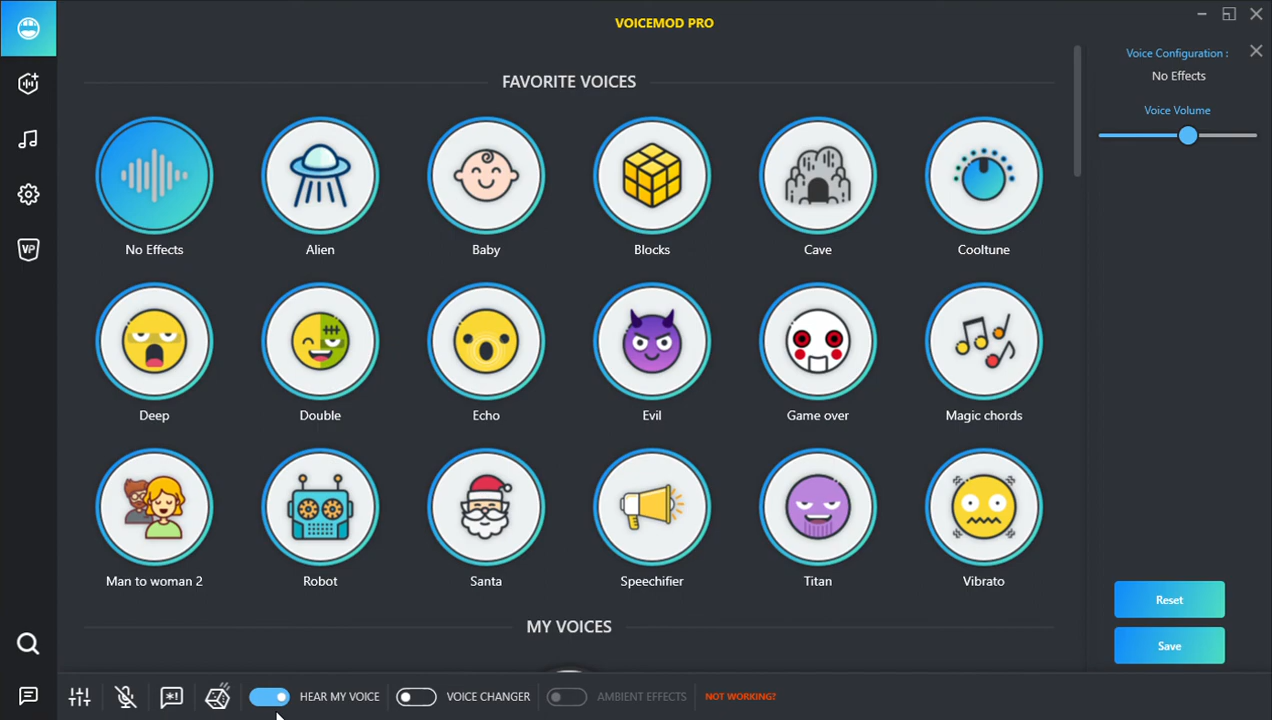 VOICEMOD PRO
FAVORITE VOICES
Voice Configuration :
No Effects
Voice Volume
No Effects
Alien
Baby
Blocks
Cave
Cooltune
Deep
Double
Echo
Evil
Game over
Magic chords
Man to woman 2
Robot
Santa
Speechifier
Titan
Vibrato
MY VOICES
Reset
Save
VP
*!
HEAR MY VOICE
VOICE CHANGER
AMBIENT EFFECTS
NOT WORKING?